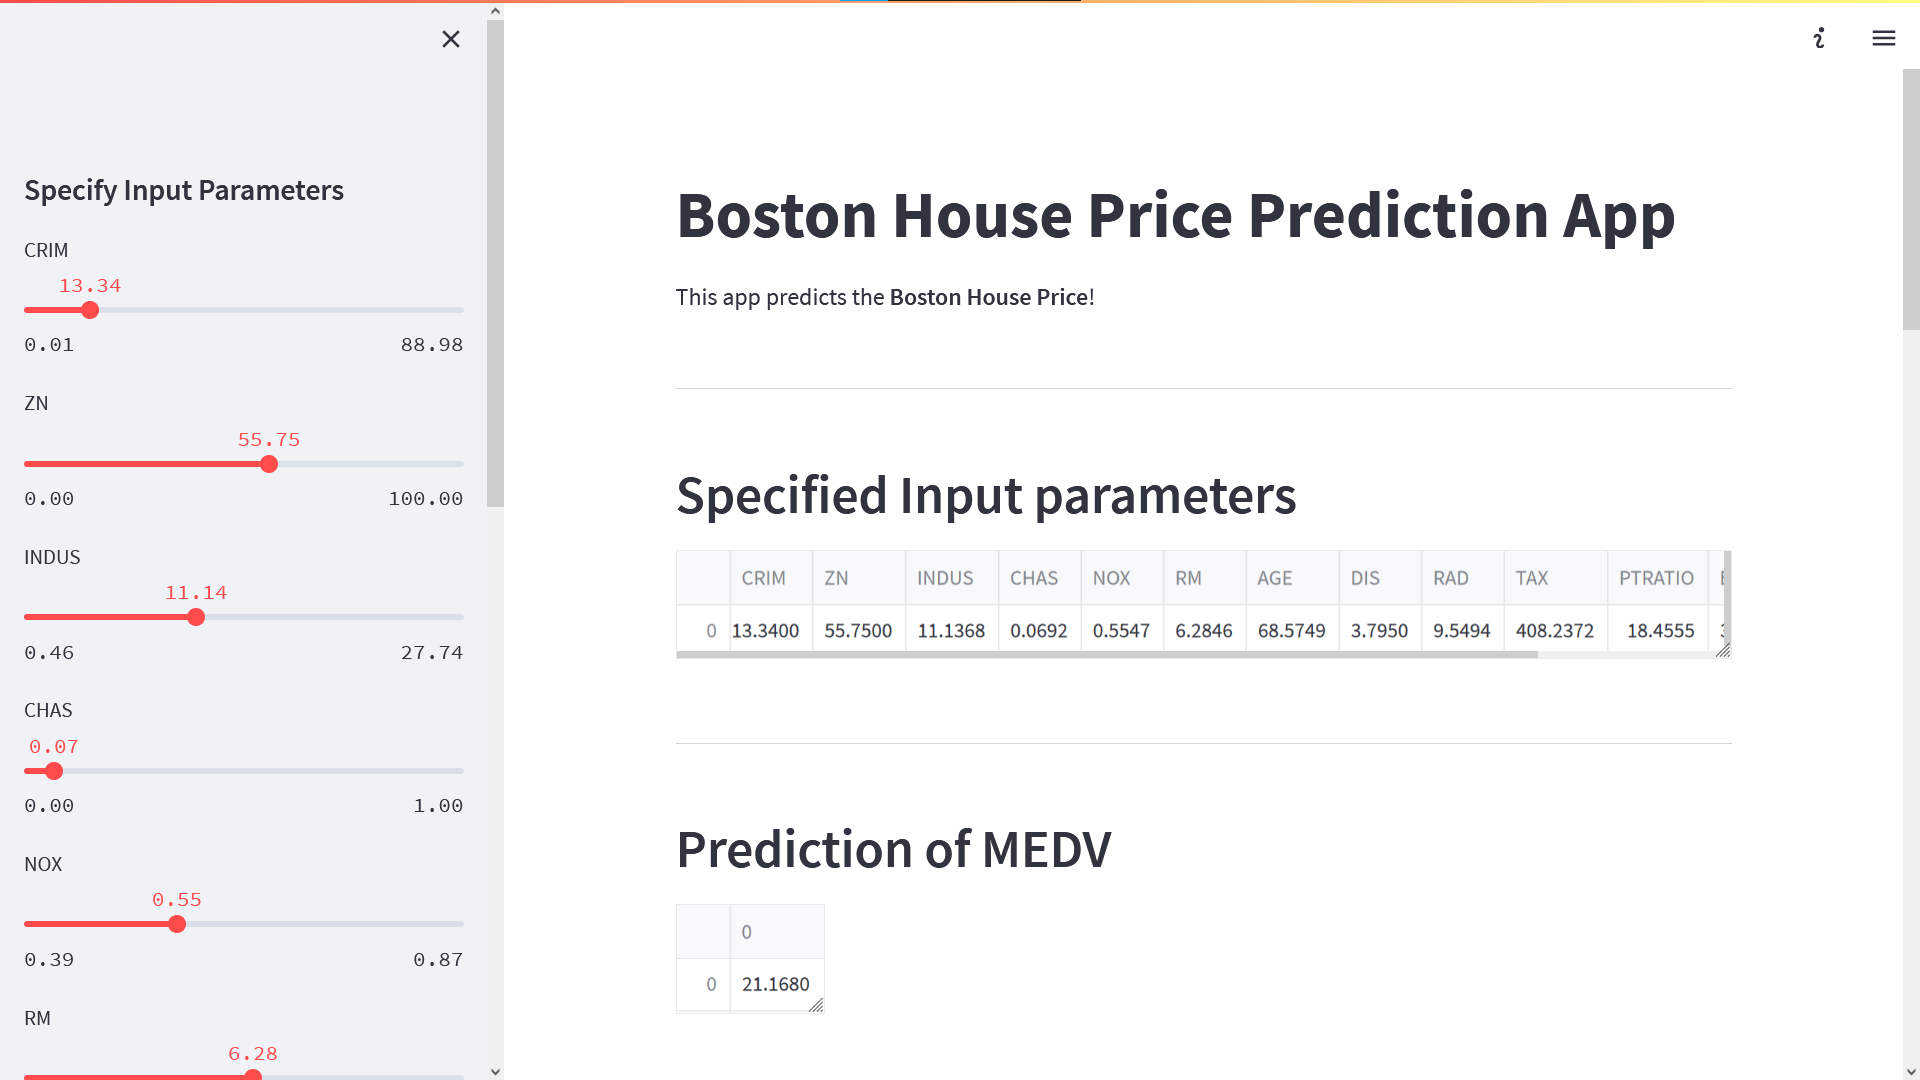 Specify Input Parameters
CRIM
13.34
0.01 88.98
ZN
55.75
0.00 100.00
INDUS
11.14
0.46 27.74
CHAS
0.07
0.00 1.00
NOX
0.55
0.39 0.87
RM
6.28
Boston House Price Prediction App
This app predicts the Boston House Price!
Specified Input parameters
CRIM ZN INDUS CHAS NOX RM AGE DIS RAD TAX PTRATIO
0 13.3400 55.7500 11.1368 0.0692 0.5547 6.2846 68.5749 3.7950 9.5494 408.2372 18.4555
Prediction of MEDV
0
0 21.1680